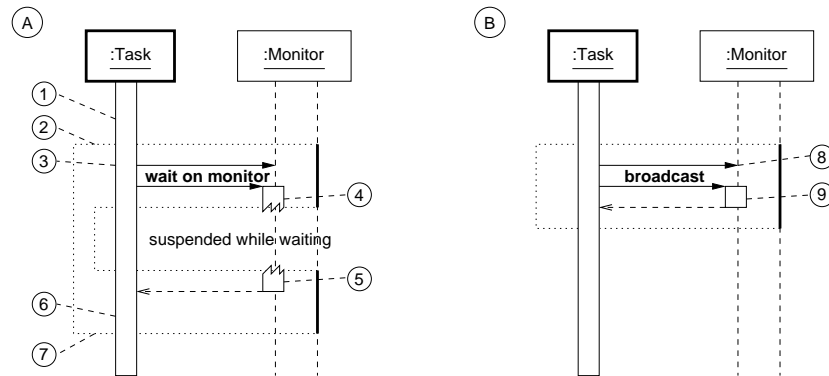 A
:Task
:Monitor
1
2
3
wait on monitor
4
suspended while waiting
5
6
7
B
:Task
:Monitor
8
broadcast
9